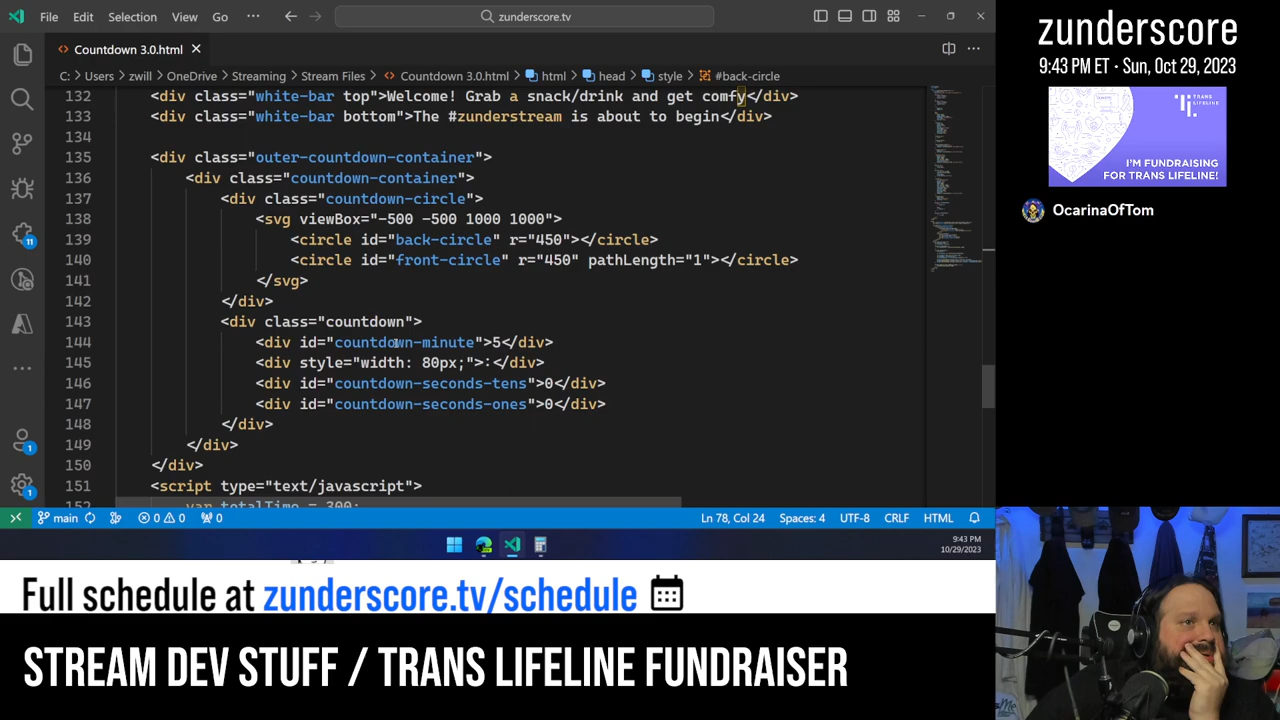 File Edit Selection View Go ··· zunderscore.tv
Countdown 3.0.html
C: > Users > zwill > OneDrive > Streaming > Stream Files > Countdown 3.0.html > html > head > style > #back-circle
132 <div class="white-bar top">Welcome! Grab a snack/drink and get comfy</div>
133 <div class="white-bar bottom">The #zunderstream is about to begin</div>
134
135 <div class="outer-countdown-container">
136 <div class="countdown-container">
137 <div class="countdown-circle">
138 <svg viewBox="-500 -500 1000 1000">
139 <circle id="back-circle" r="450"></circle>
140 <circle id="front-circle" r="450" pathLength="1"></circle>
141 </svg>
142 </div>
143 <div class="countdown">
144 <div id="countdown-minute">5</div>
145 <div style="width: 80px;">:</div>
146 <div id="countdown-seconds-tens">0</div>
147 <div id="countdown-seconds-ones">0</div>
148 </div>
149 </div>
150 </div>
151 <script type="text/javascript">
152 var totalTime = 300;
11
1
1
main 0 0 0 Ln 78, Col 24 Spaces: 4 UTF-8 CRLF HTML
9:43 PM
10/29/2023
zunderscore
9:43 PM ET · Sun, Oct 29, 2023
TRANS
LIFELINE
I'M FUNDRAISING
FOR TRANS LIFELINE!
OcarinaOfTom
Full schedule at zunderscore.tv/schedule
STREAM DEV STUFF / TRANS LIFELINE FUNDRAISER